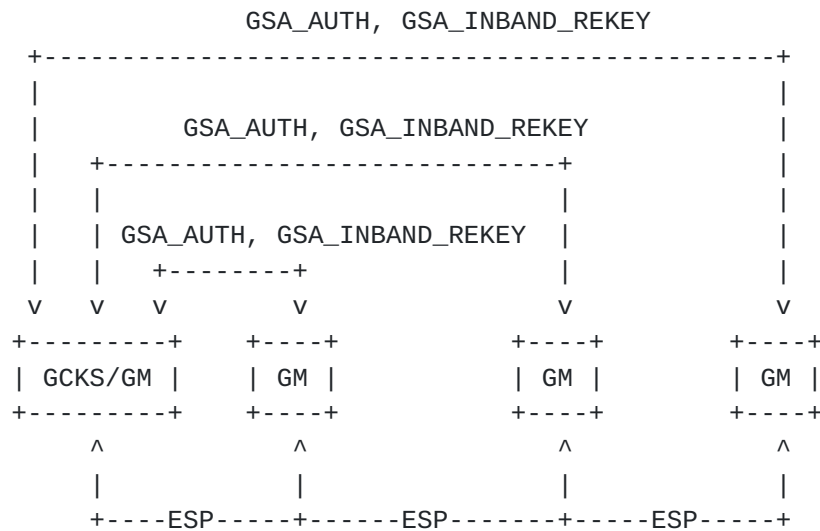 GSA_AUTH, GSA_INBAND_REKEY
GSA_AUTH, GSA_INBAND_REKEY
GSA_AUTH, GSA_INBAND_REKEY
GCKS/GM GM GM GM
ESP ESP ESP